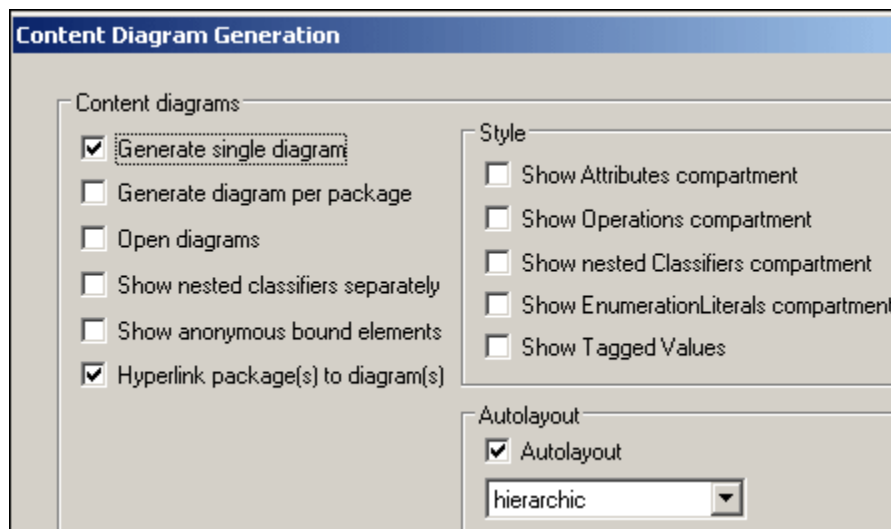 Content Diagram Generation
Content diagrams
Generate single diagram
Generate diagram per package
Open diagrams
Show nested classifiers separately
Show anonymous bound elements
Hyperlink package(s) to diagram(s)
Style
Show Attributes compartment
Show Operations compartment
Show nested Classifiers compartment
Show EnumerationLiterals compartment
Show Tagged Values
Autolayout
Autolayout
hierarchic